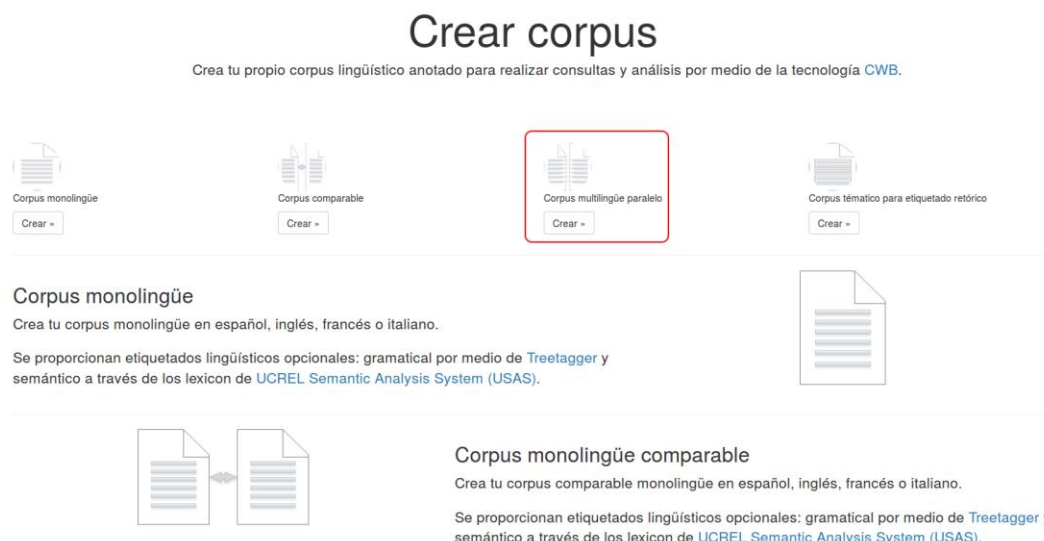 Crear corpus
Crea tu propio corpus lingüístico anotado para realizar consultas y análisis por medio de la tecnología CWB.
Corpus monolingüe
Crear »
Corpus comparable
Crear »
Corpus multilingüe paralelo
Crear »
Corpus tématico para etiquetado retórico
Crear »
Corpus monolingüe
Crea tu corpus monolingüe en español, inglés, francés o italiano.
Se proporcionan etiquetados lingüísticos opcionales: gramatical por medio de Treetagger y
semántico a través de los lexicon de UCREL Semantic Analysis System (USAS).
Corpus monolingüe comparable
Crea tu corpus comparable monolingüe en español, inglés, francés o italiano.
Se proporcionan etiquetados lingüísticos opcionales: gramatical por medio de Treetagger y
semántico a través de los lexicon de UCREL Semantic Analysis System (USAS).